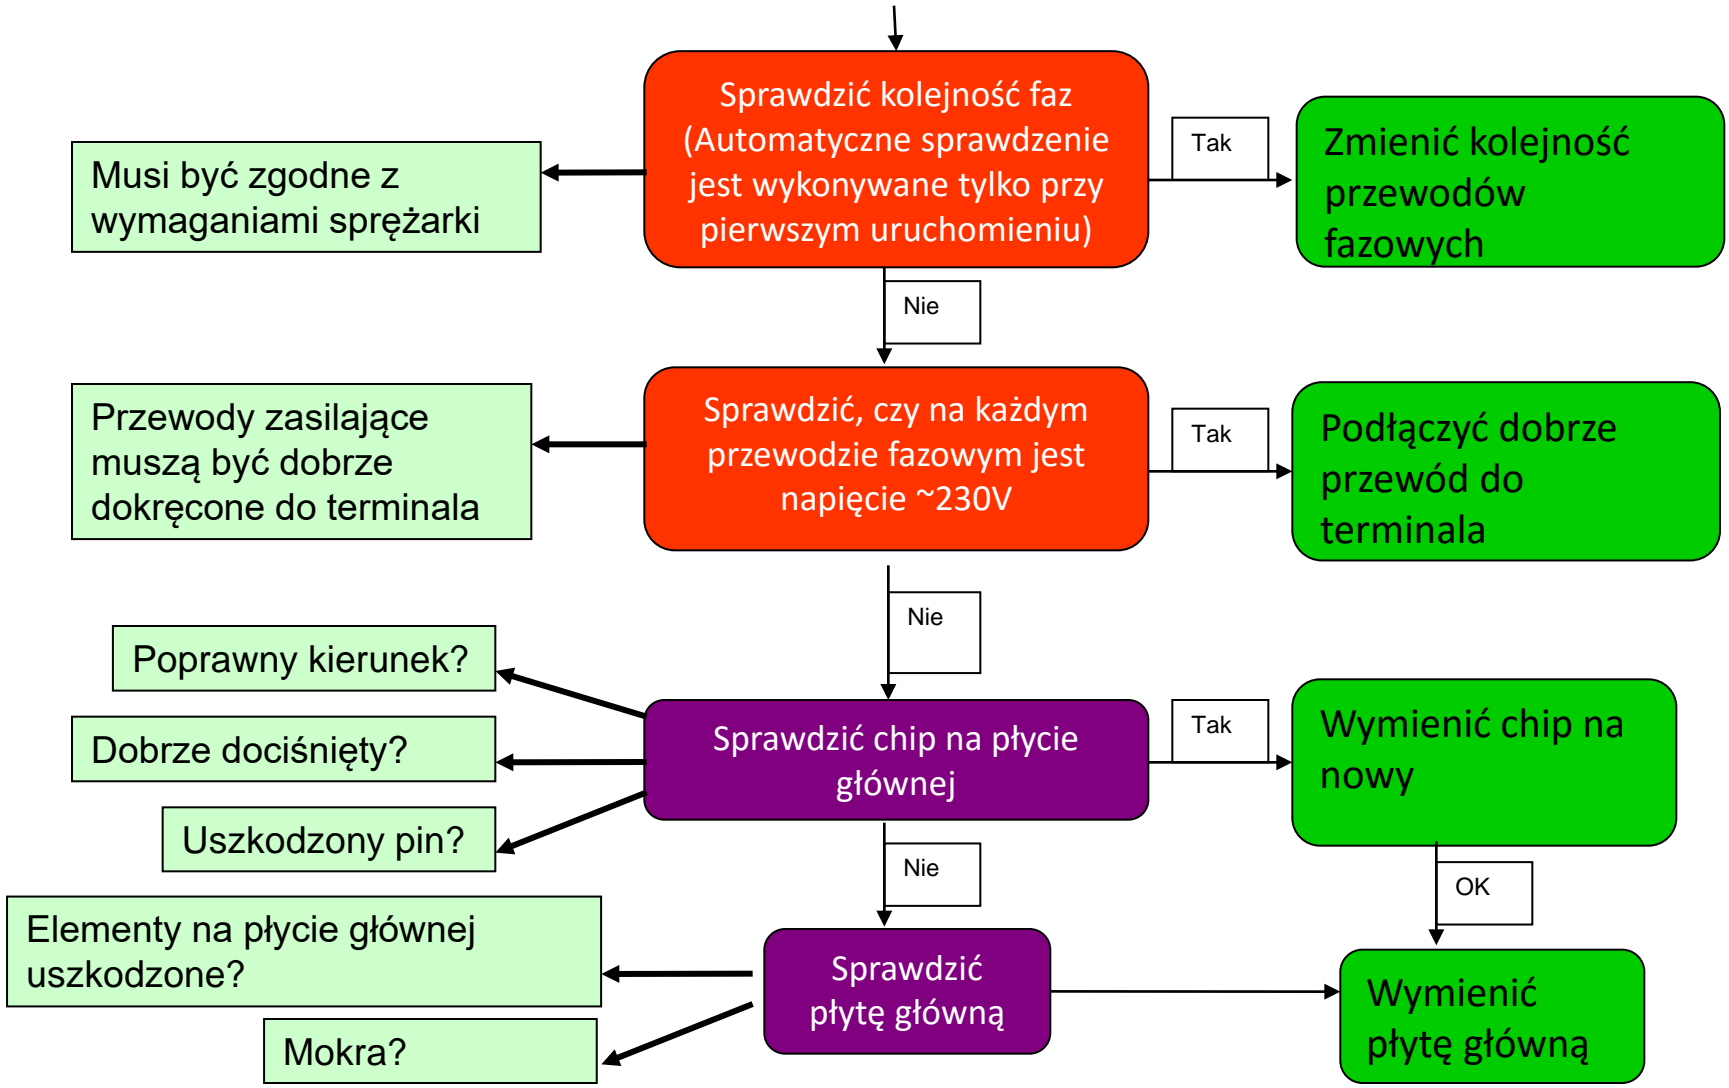 Sprawdzić kolejność faz
(Automatyczne sprawdzenie
jest wykonywane tylko przy
pierwszym uruchomieniu)
Tak
Zmienić kolejność
przewodów
fazowych
Musi być zgodne z
wymaganiami sprężarki
Nie
Sprawdzić, czy na każdym
przewodzie fazowym jest
napięcie ~230V
Tak
Podłączyć dobrze
przewód do
terminala
Przewody zasilające
muszą być dobrze
dokręcone do terminala
Nie
Poprawny kierunek?
Dobrze dociśnięty?
Uszkodzony pin?
Sprawdzić chip na płycie
głównej
Tak
Wymienić chip na
nowy
Nie
OK
Elementy na płycie głównej
uszkodzone?
Mokra?
Sprawdzić
płytę główną
Wymienić
płytę główną